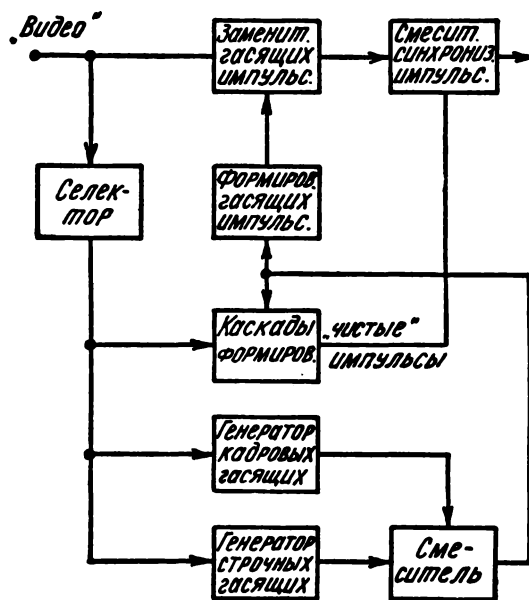 „Видео“
Заменит.
гасящих
импульс.
Смесит.
синхрониз.
импульс.
Селек-
тор
Формиров.
гасящих
импульс.
Каскады
формиров.
„чистые“
импульсы
Генератор
кадровых
гасящих
Генератор
строчных
гасящих
Сме-
ситель